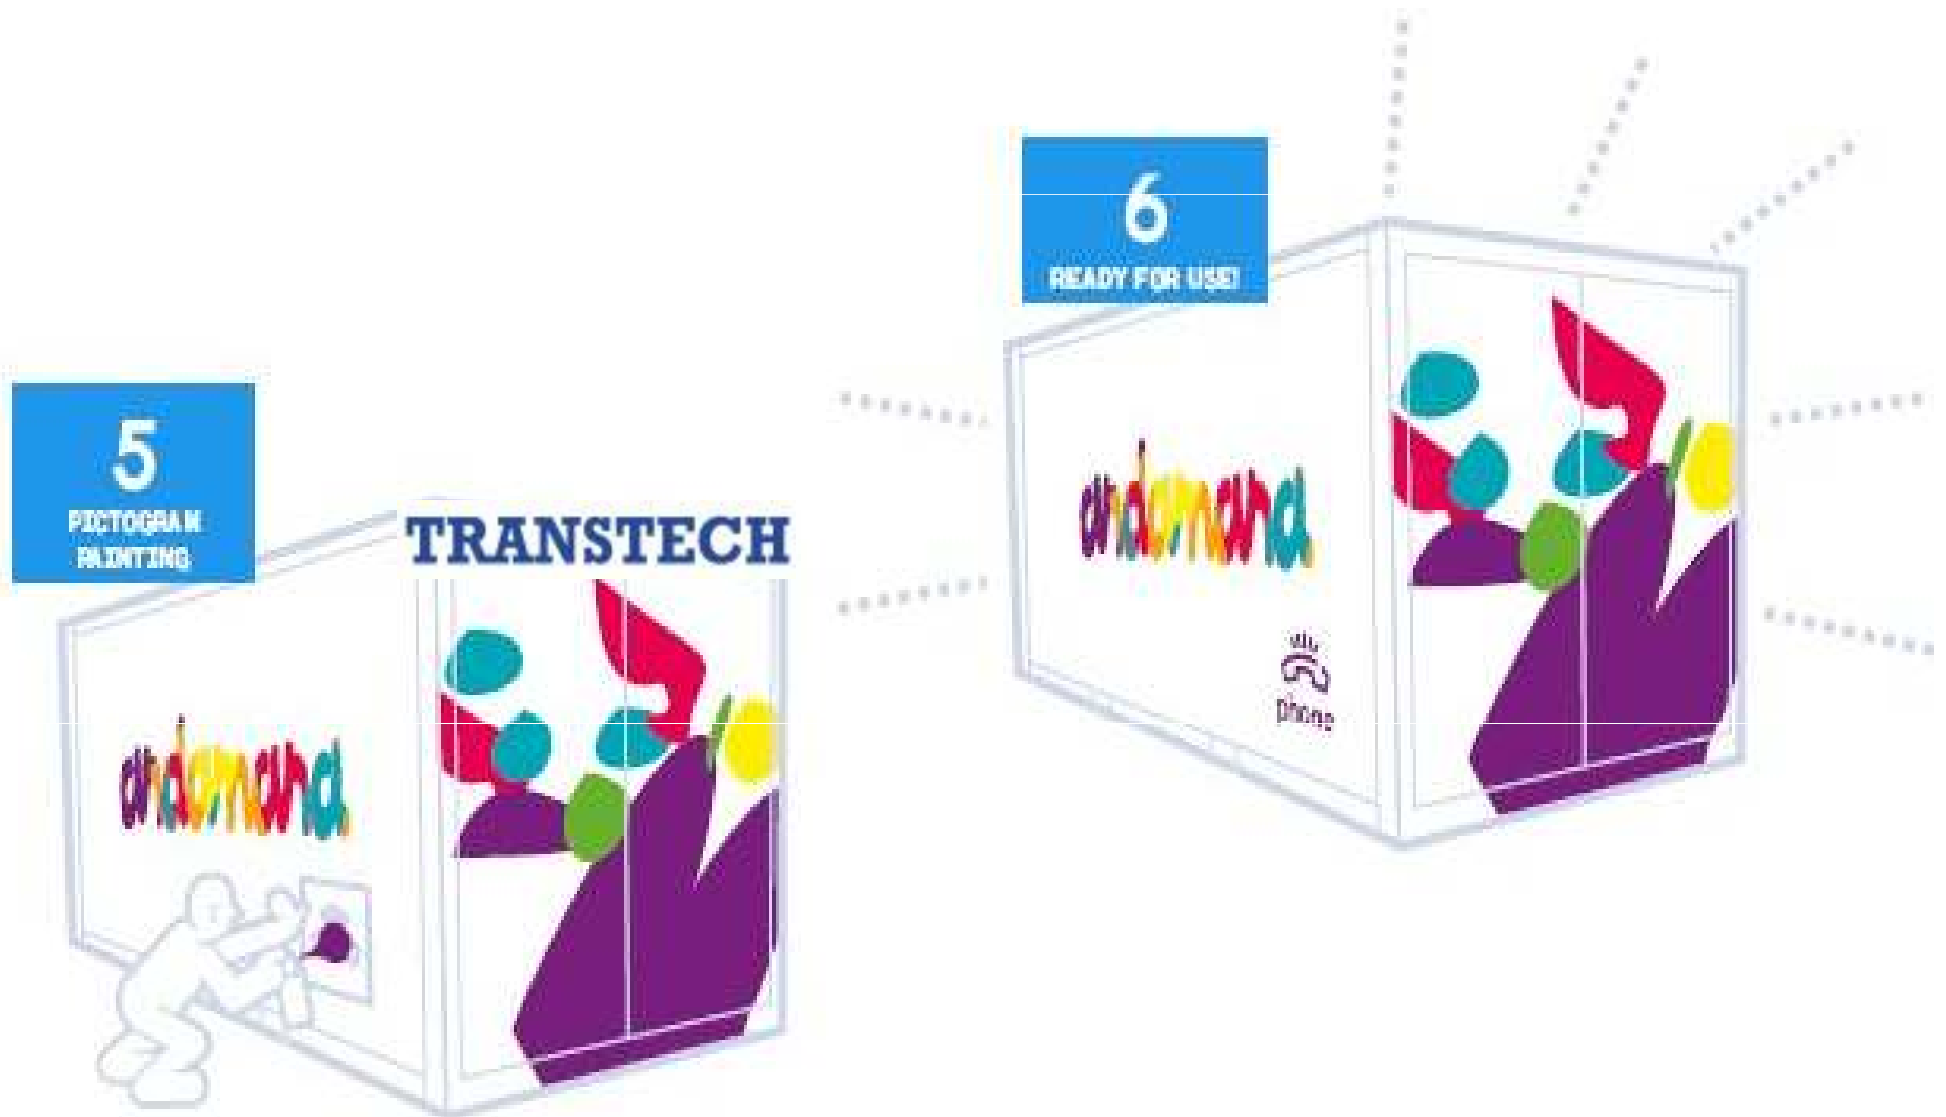 5
PICTOGRAM
PAINTING
TRANSTECH
andamana
6
READY FOR USE!
andamana
phone